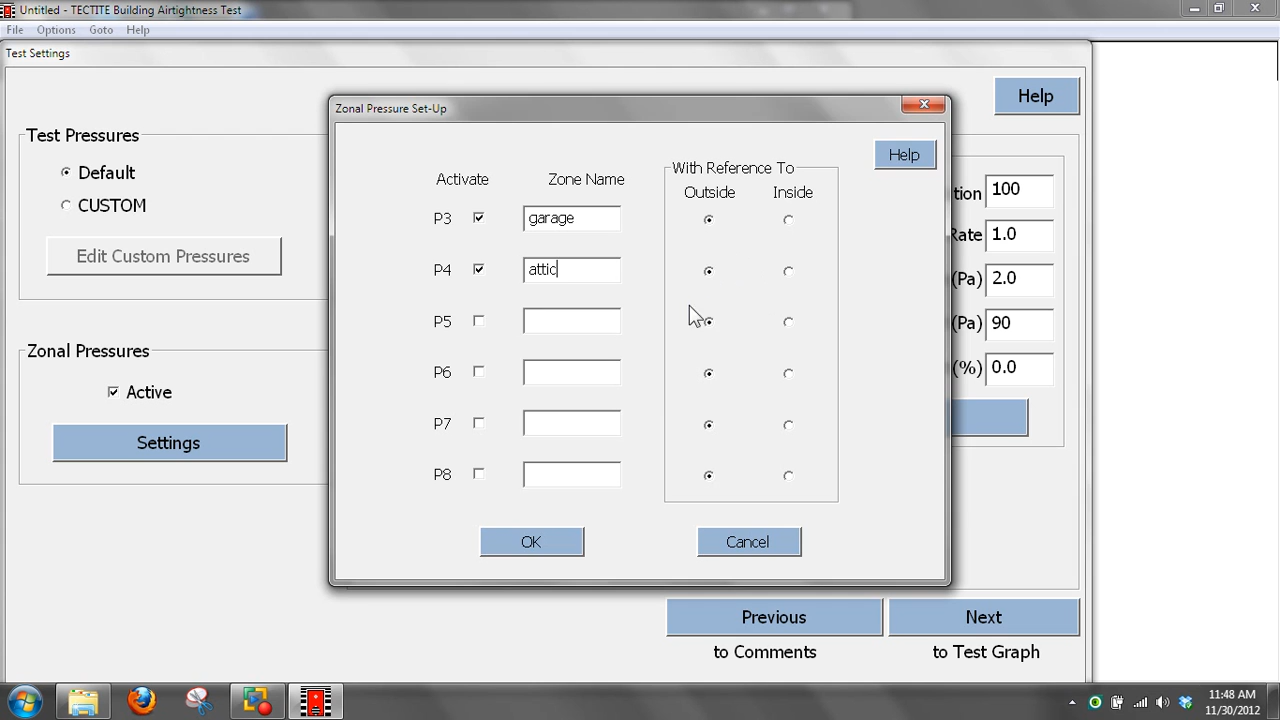 Untitled - TECTITE Building Airtightness Test
File Options Goto Help
Test Settings
Zonal Pressure Set-Up
Help
Help
Test Pressures
Default
CUSTOM
Edit Custom Pressures
Zonal Pressures
Active
Settings
Activate Zone Name With Reference To
Outside Inside
P3 garage
P4 attic
P5
P6
P7
P8
OK Cancel
tion 100
Rate 1.0
(Pa) 2.0
(Pa) 90
(%) 0.0
Previous Next
to Comments to Test Graph
11:48 AM
11/30/2012